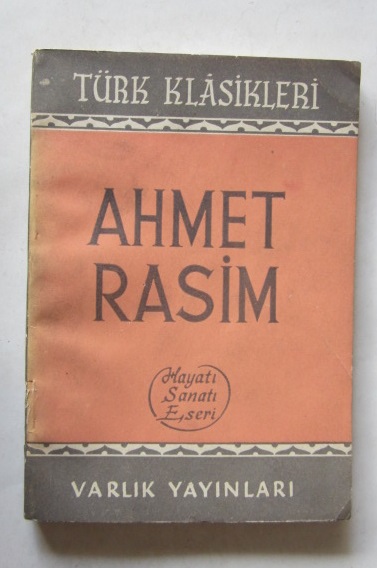 TÜRK KLÂSİKLERİ
AHMET
RASİM
Hayatı
Sanatı
Eseri
VARLIK YAYINLARI